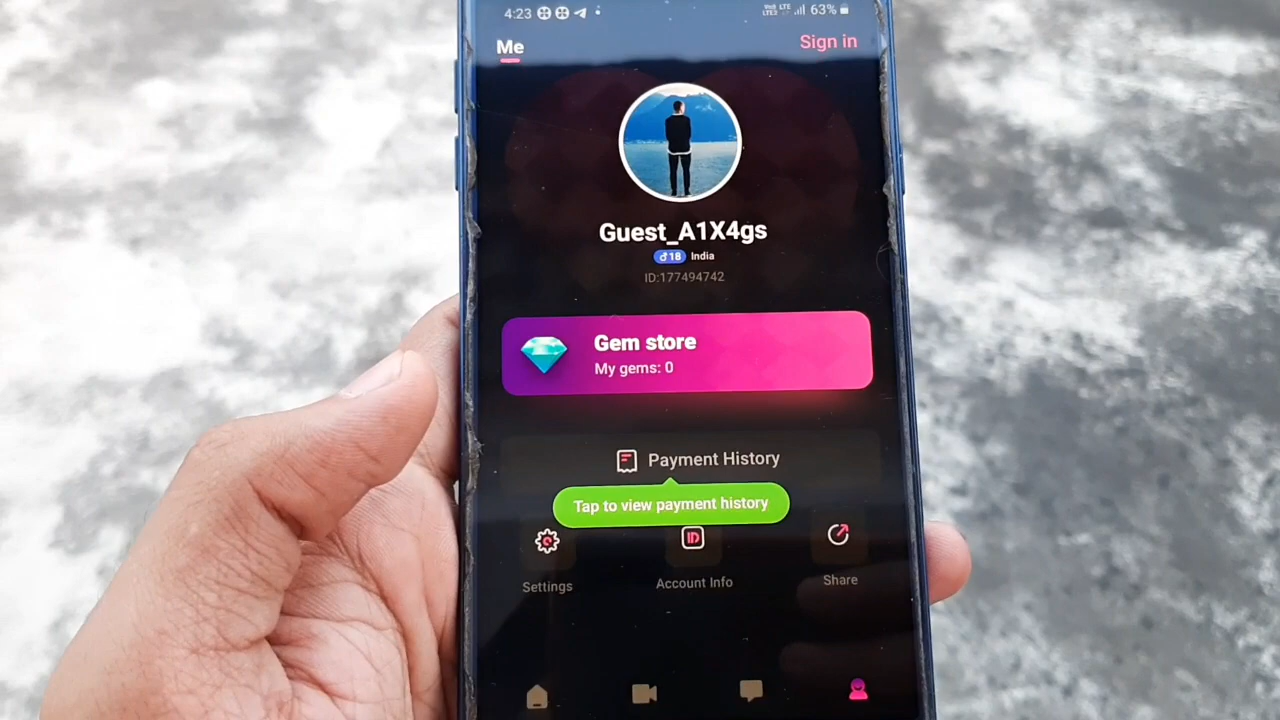 4:23
63%
Me
Sign in
Guest_A1X4gs
♂18 India
ID:177494742
Gem store
My gems: 0
Payment History
Tap to view payment history
Settings
Account Info
Share